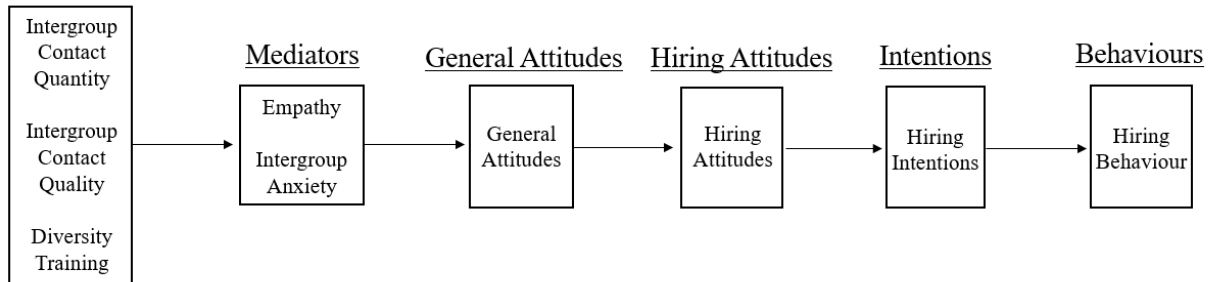 Intergroup
Contact
Quantity
Intergroup
Contact
Quality
Diversity
Training
Mediators
Empathy
Intergroup
Anxiety
General Attitudes
General
Attitudes
Hiring Attitudes
Hiring
Attitudes
Intentions
Hiring
Intentions
Behaviours
Hiring
Behaviour